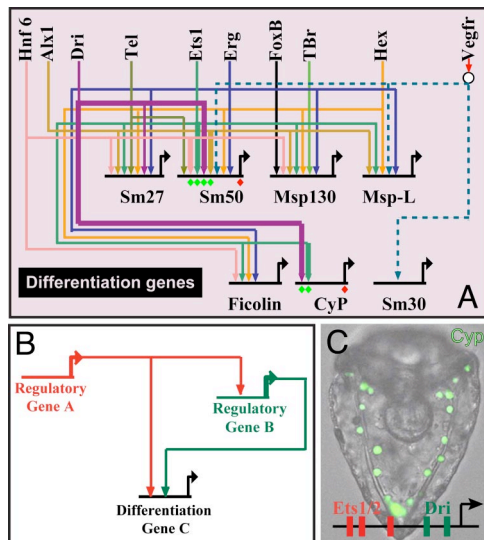 Hnf 6 Alx1 Dri Tel Ets1 Erg FoxB TBr Hex Vegfr
Sm27 Sm50 Msp130 Msp-L
Differentiation genes
Ficolin CyP Sm30
A
B
Regulatory
Gene A
Regulatory
Gene B
Differentiation
Gene C
C
Cyp
Ets1/2 Dri